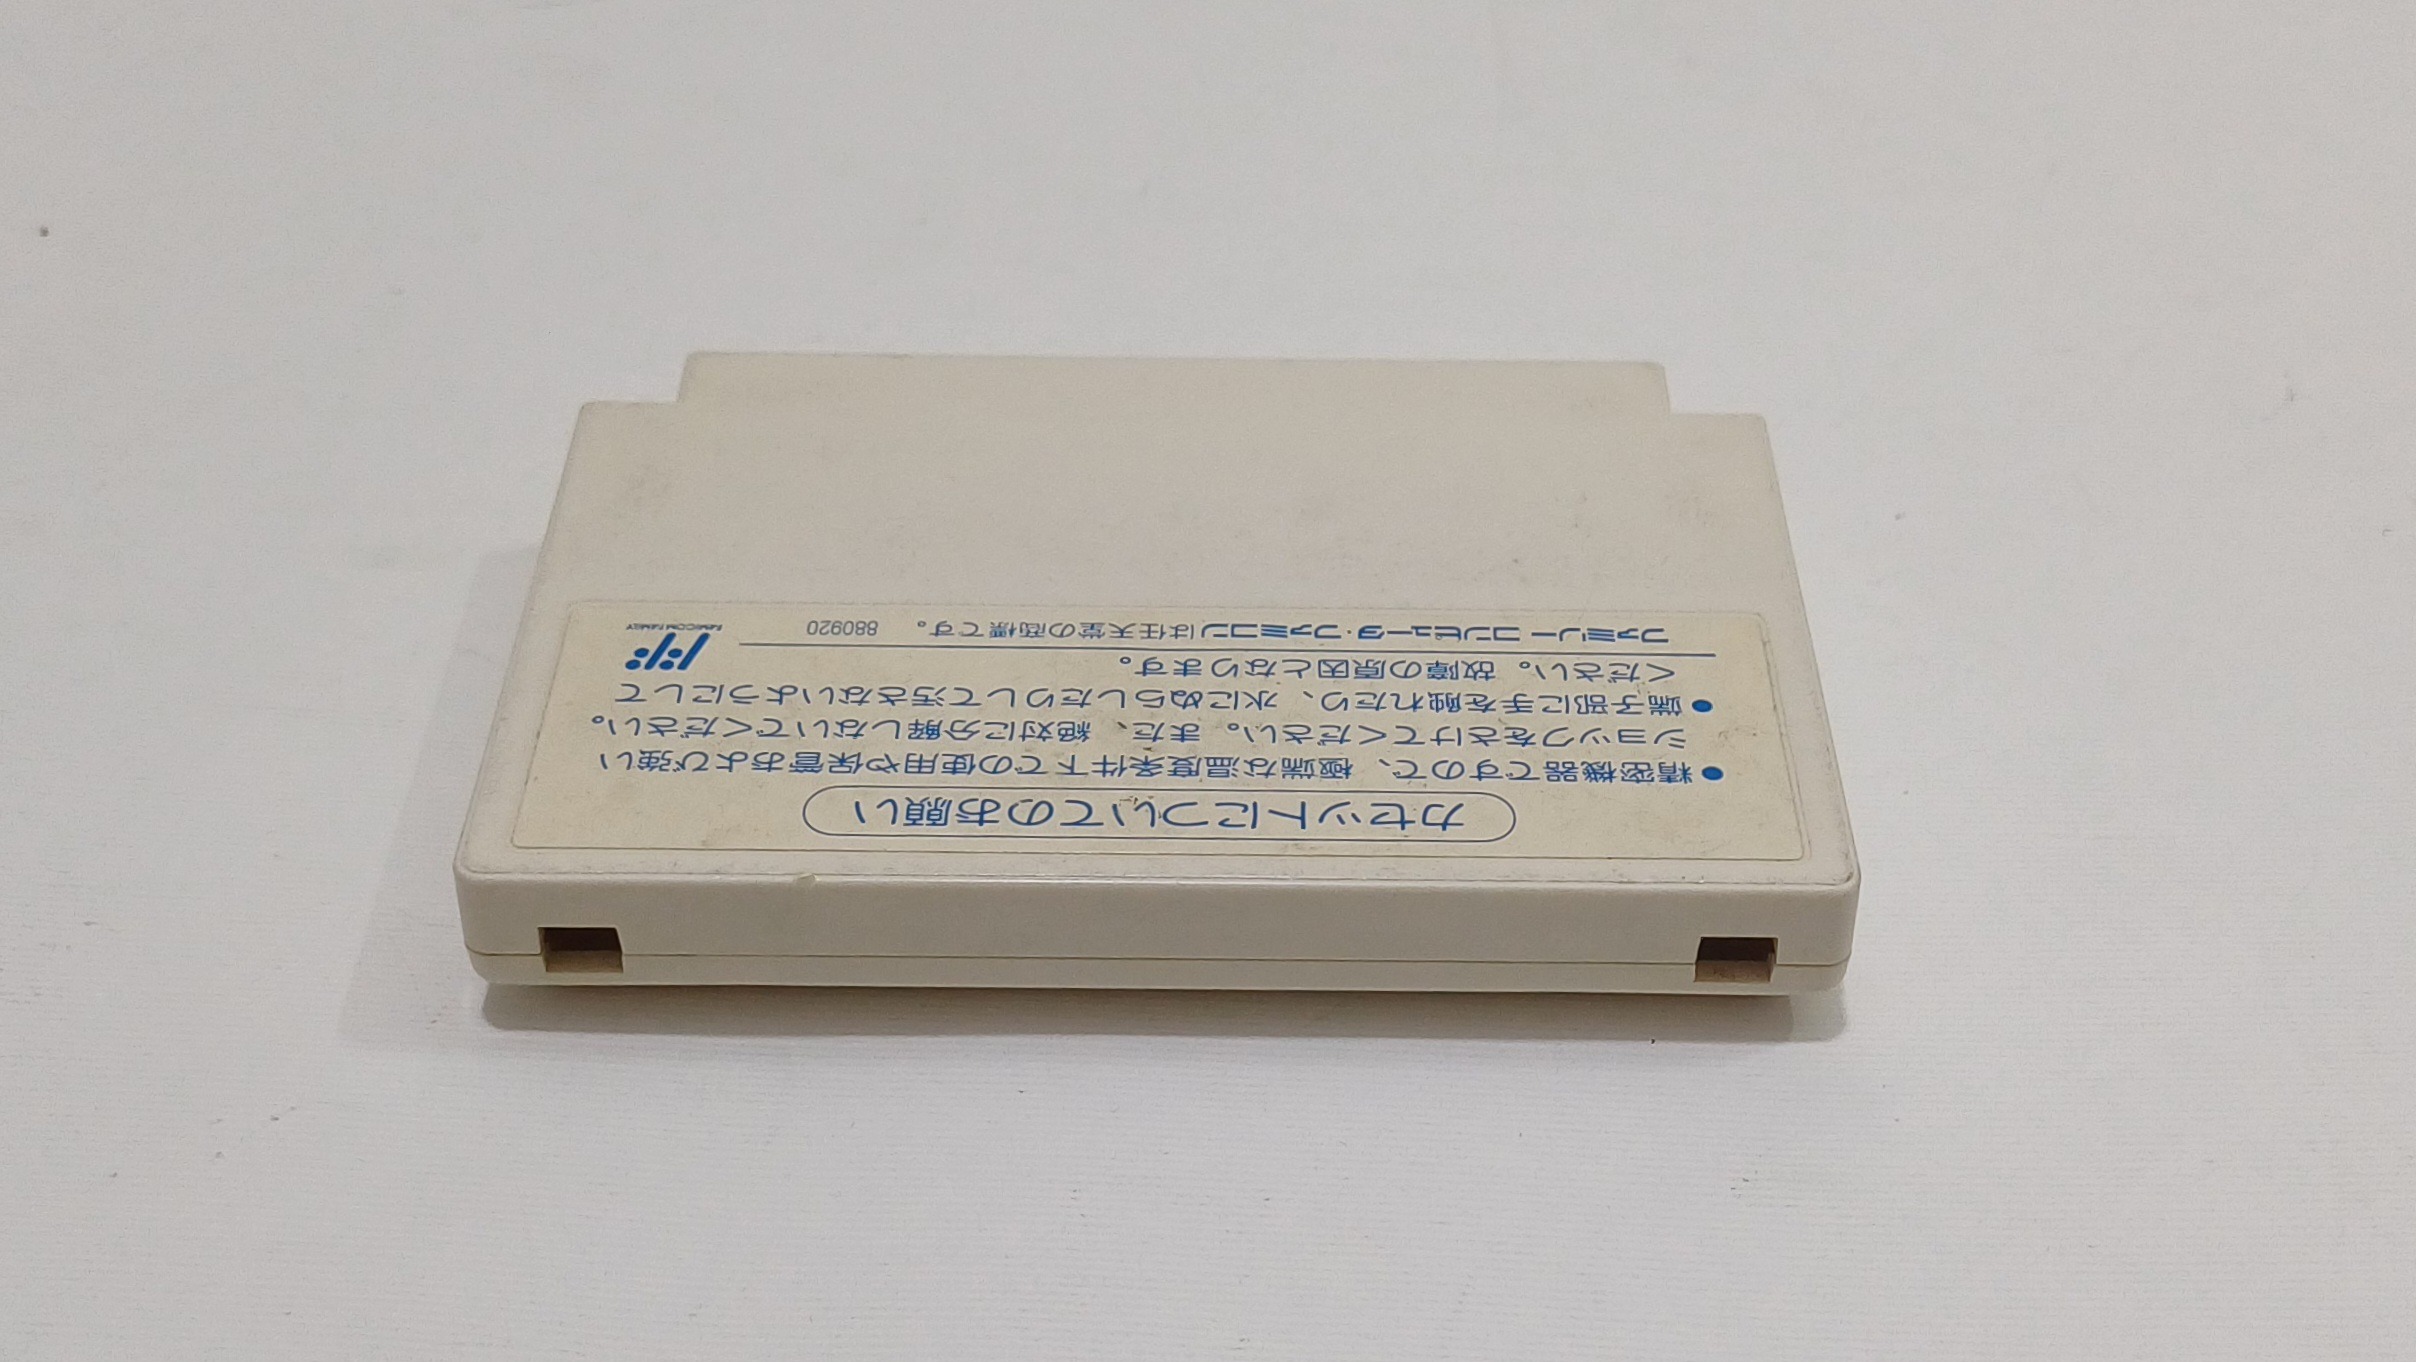 カセットについてのお願い
●精密機器ですので、極端な温度条件下での使用や保管および強い
ショックをさけてください。また、絶対に分解しないでください。
●端子部に手を触れたり、水にぬらしたりして汚さないようにして
ください。故障の原因となります。
ファミリーコンピュータ・ファミコンは任天堂の商標です。 880920
FAMICOM FAMILY